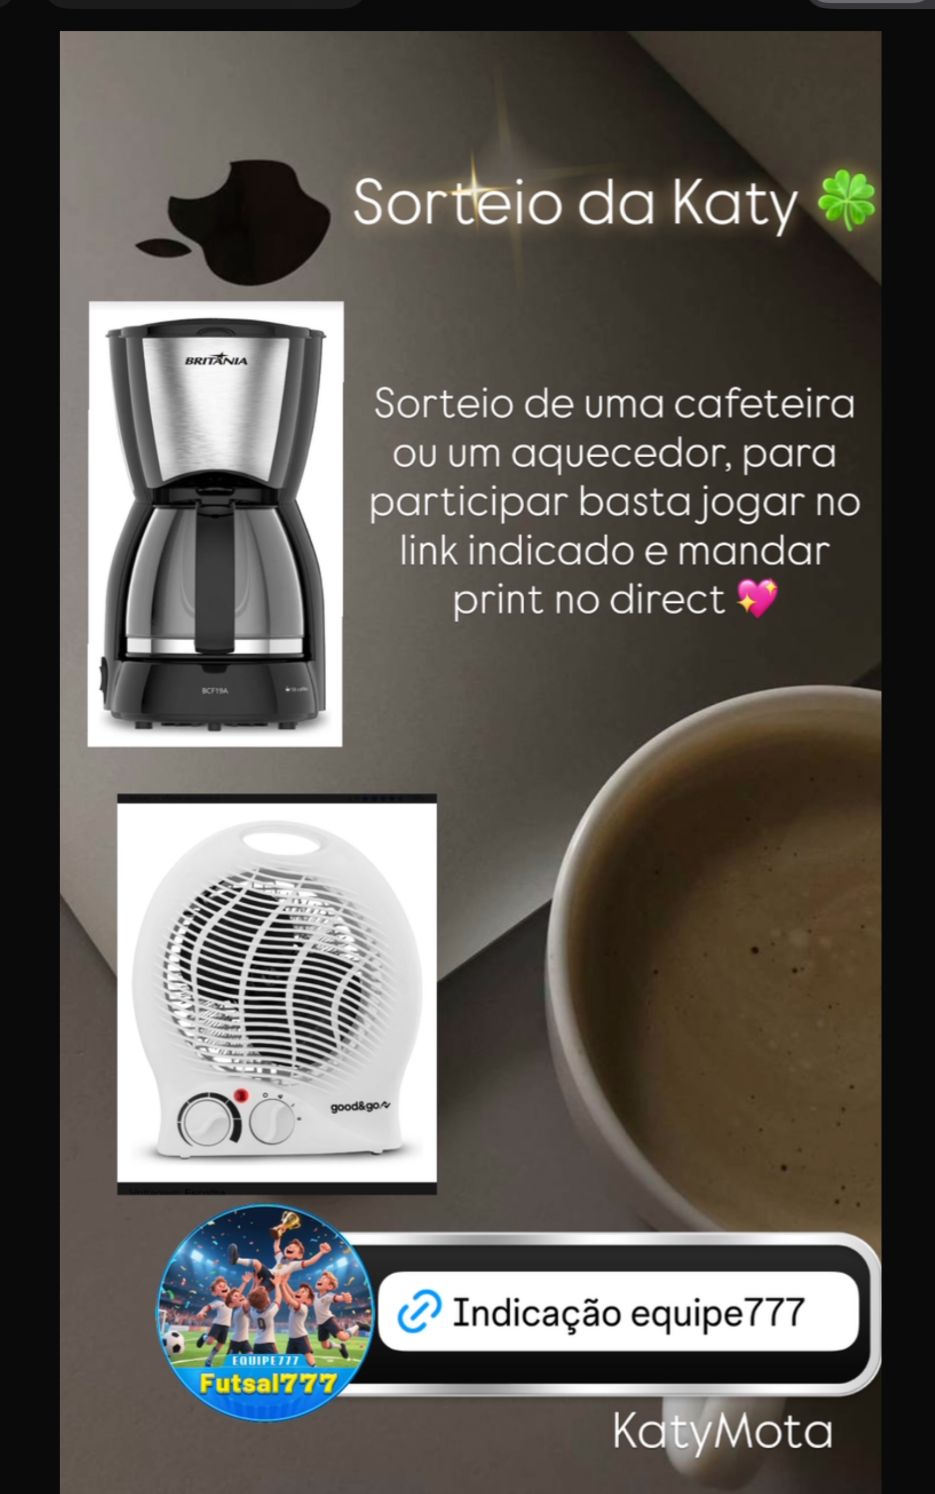 Sorteio da Katy 🍀
BRITÂNIA
Sorteio de uma cafeteira
ou um aquecedor, para
participar basta jogar no
link indicado e mandar
print no direct 💖
BCF19A
good&go
Indicação equipe777
EQUIPE777
Futsal777
KatyMota